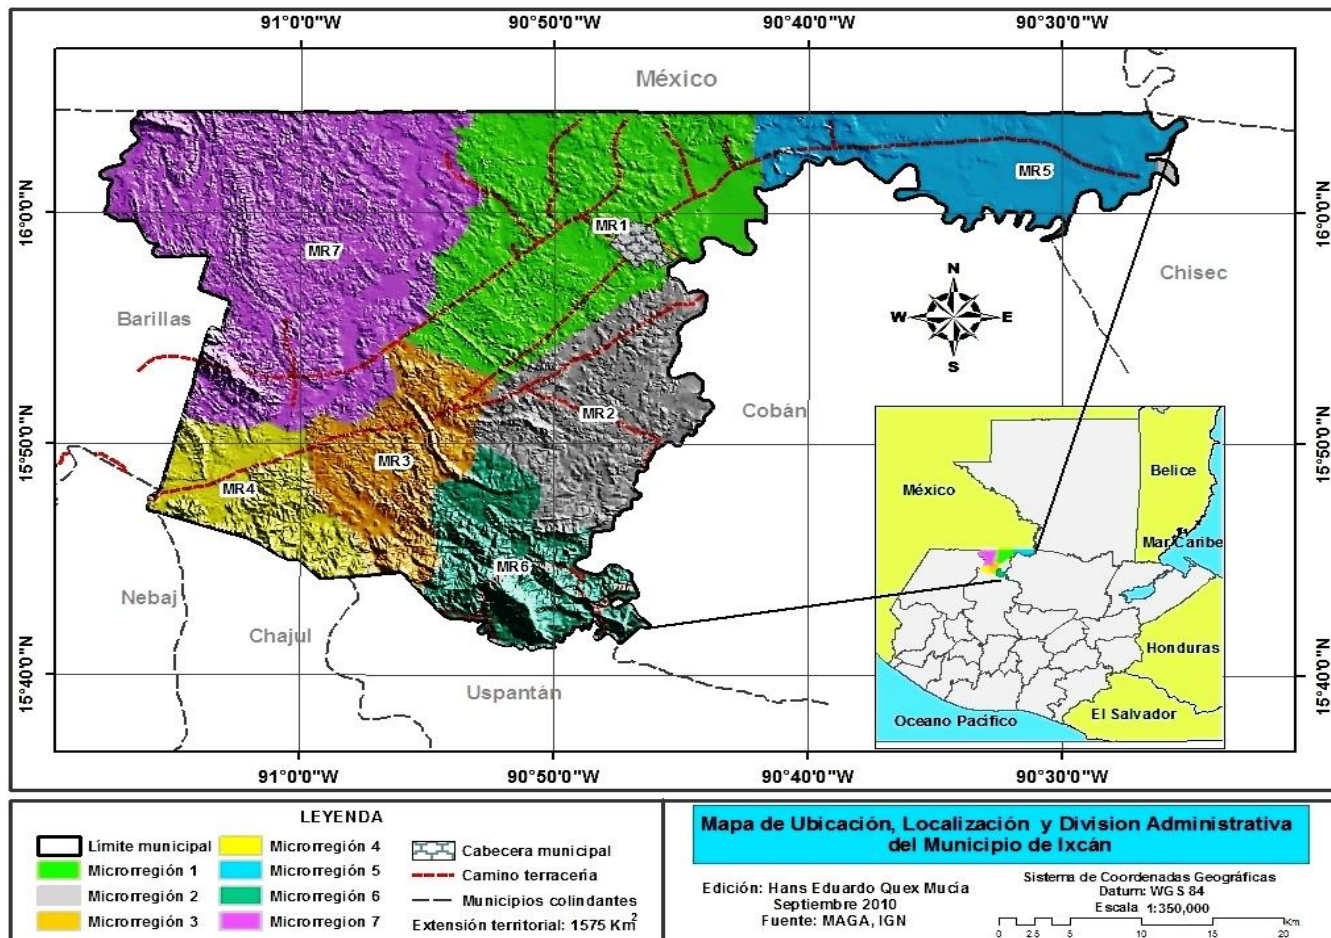 91°0'0"W 90°50'0"W 90°40'0"W 90°30'0"W
México
16°0'0"N
16°0'0"N
MR5
MR1
MR7
Chisec
N
W E
S
Barillas
MR2
Cobán
15°50'0"N
15°50'0"N
MR3
MR4
Belice
México
Mar Caribe
MR6
Nebaj
Chajul
Honduras
15°40'0"N
15°40'0"N
Uspantán
El Salvador
Oceano Pacífico
91°0'0"W 90°50'0"W 90°40'0"W 90°30'0"W
LEYENDA
Límite municipal
Microrregión 1
Microrregión 2
Microrregión 3
Microrregión 4
Microrregión 5
Microrregión 6
Microrregión 7
Cabecera municipal
Camino terracería
Municipios colindantes
Extensión territorial: 1575 Km²
Mapa de Ubicación, Localización y Division Administrativa
del Municipio de Ixcán
Edición: Hans Eduardo Quex Mucía
Septiembre 2010
Fuente: MAGA, IGN
Sistema de Coordenadas Geográficas
Datum: WGS 84
Escala 1:350,000
Km
0 1.2 2.5 5 10 15 20